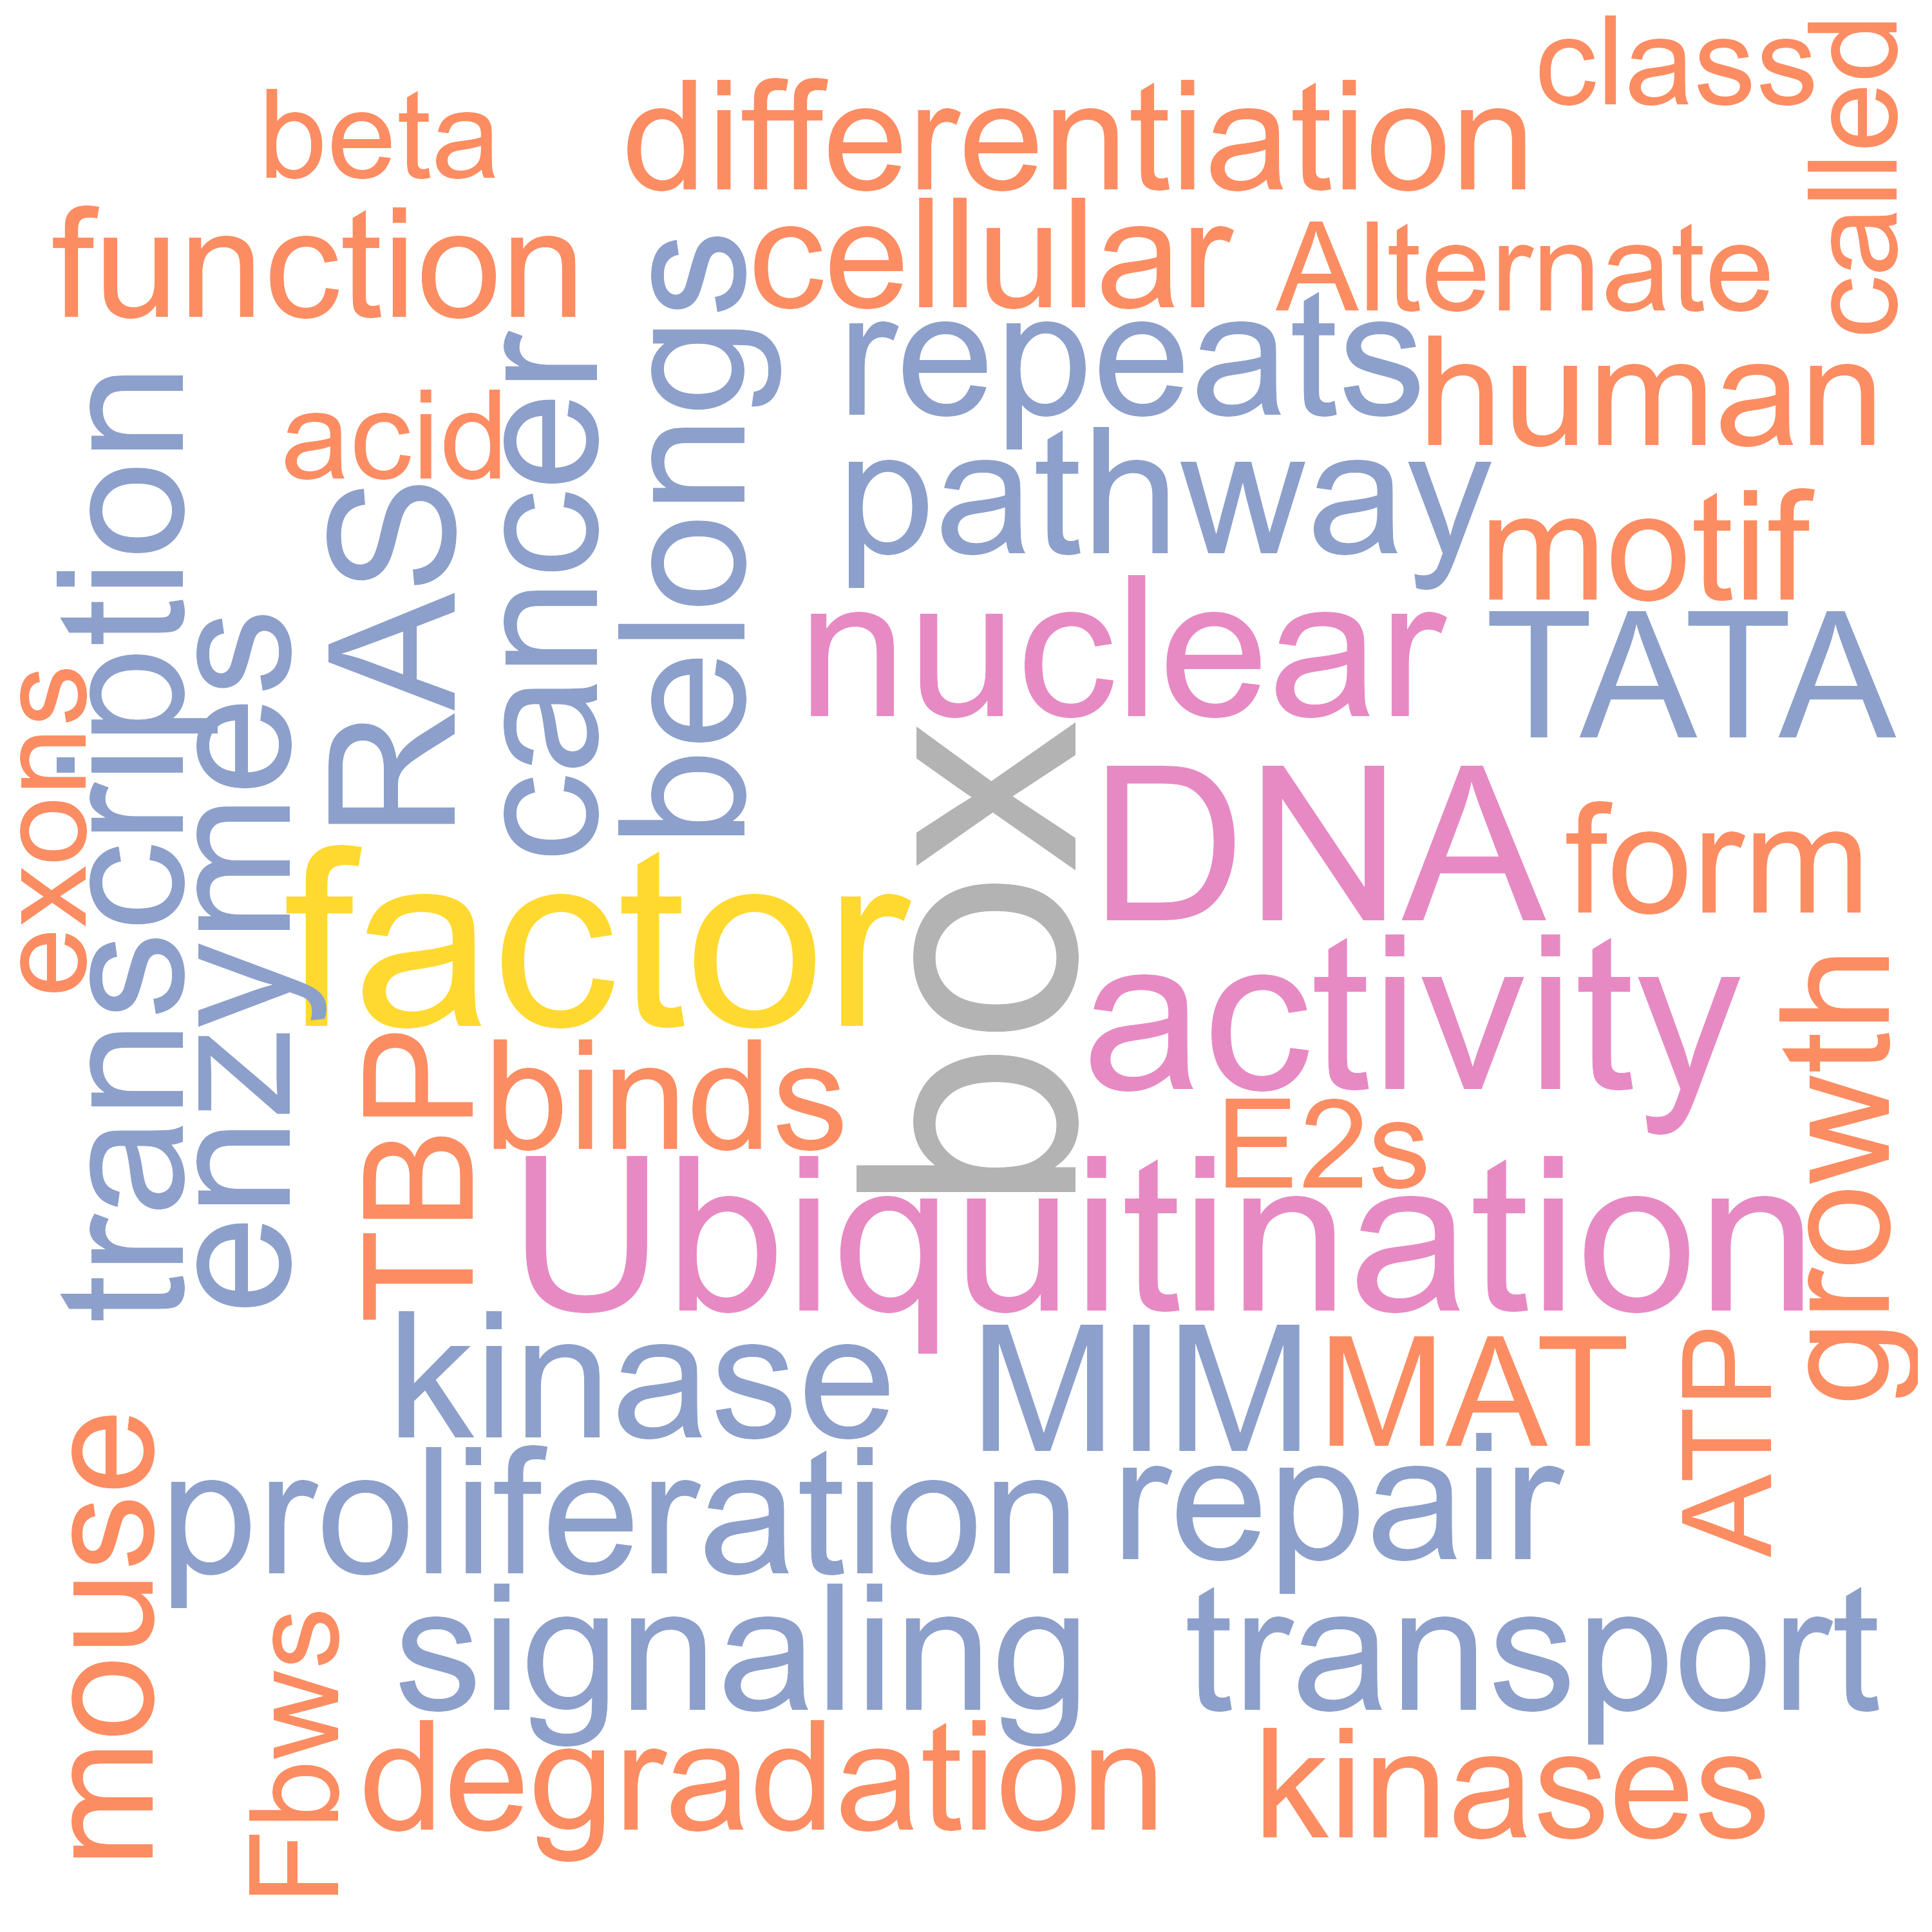 class
called
beta
differentiation
function
cellular
Alternate
repeats
human
belongs
cancer
acid
transcription
pathway
RAS
motif
nuclear
TATA
enzymes
exons
box
DNA
form
factor
activity
growth
binds
TBP
E2s
Ubiquitination
kinase
MIM
MAT
ATP
mouse
proliferation
repair
signaling
transport
Fbws
degradation
kinases